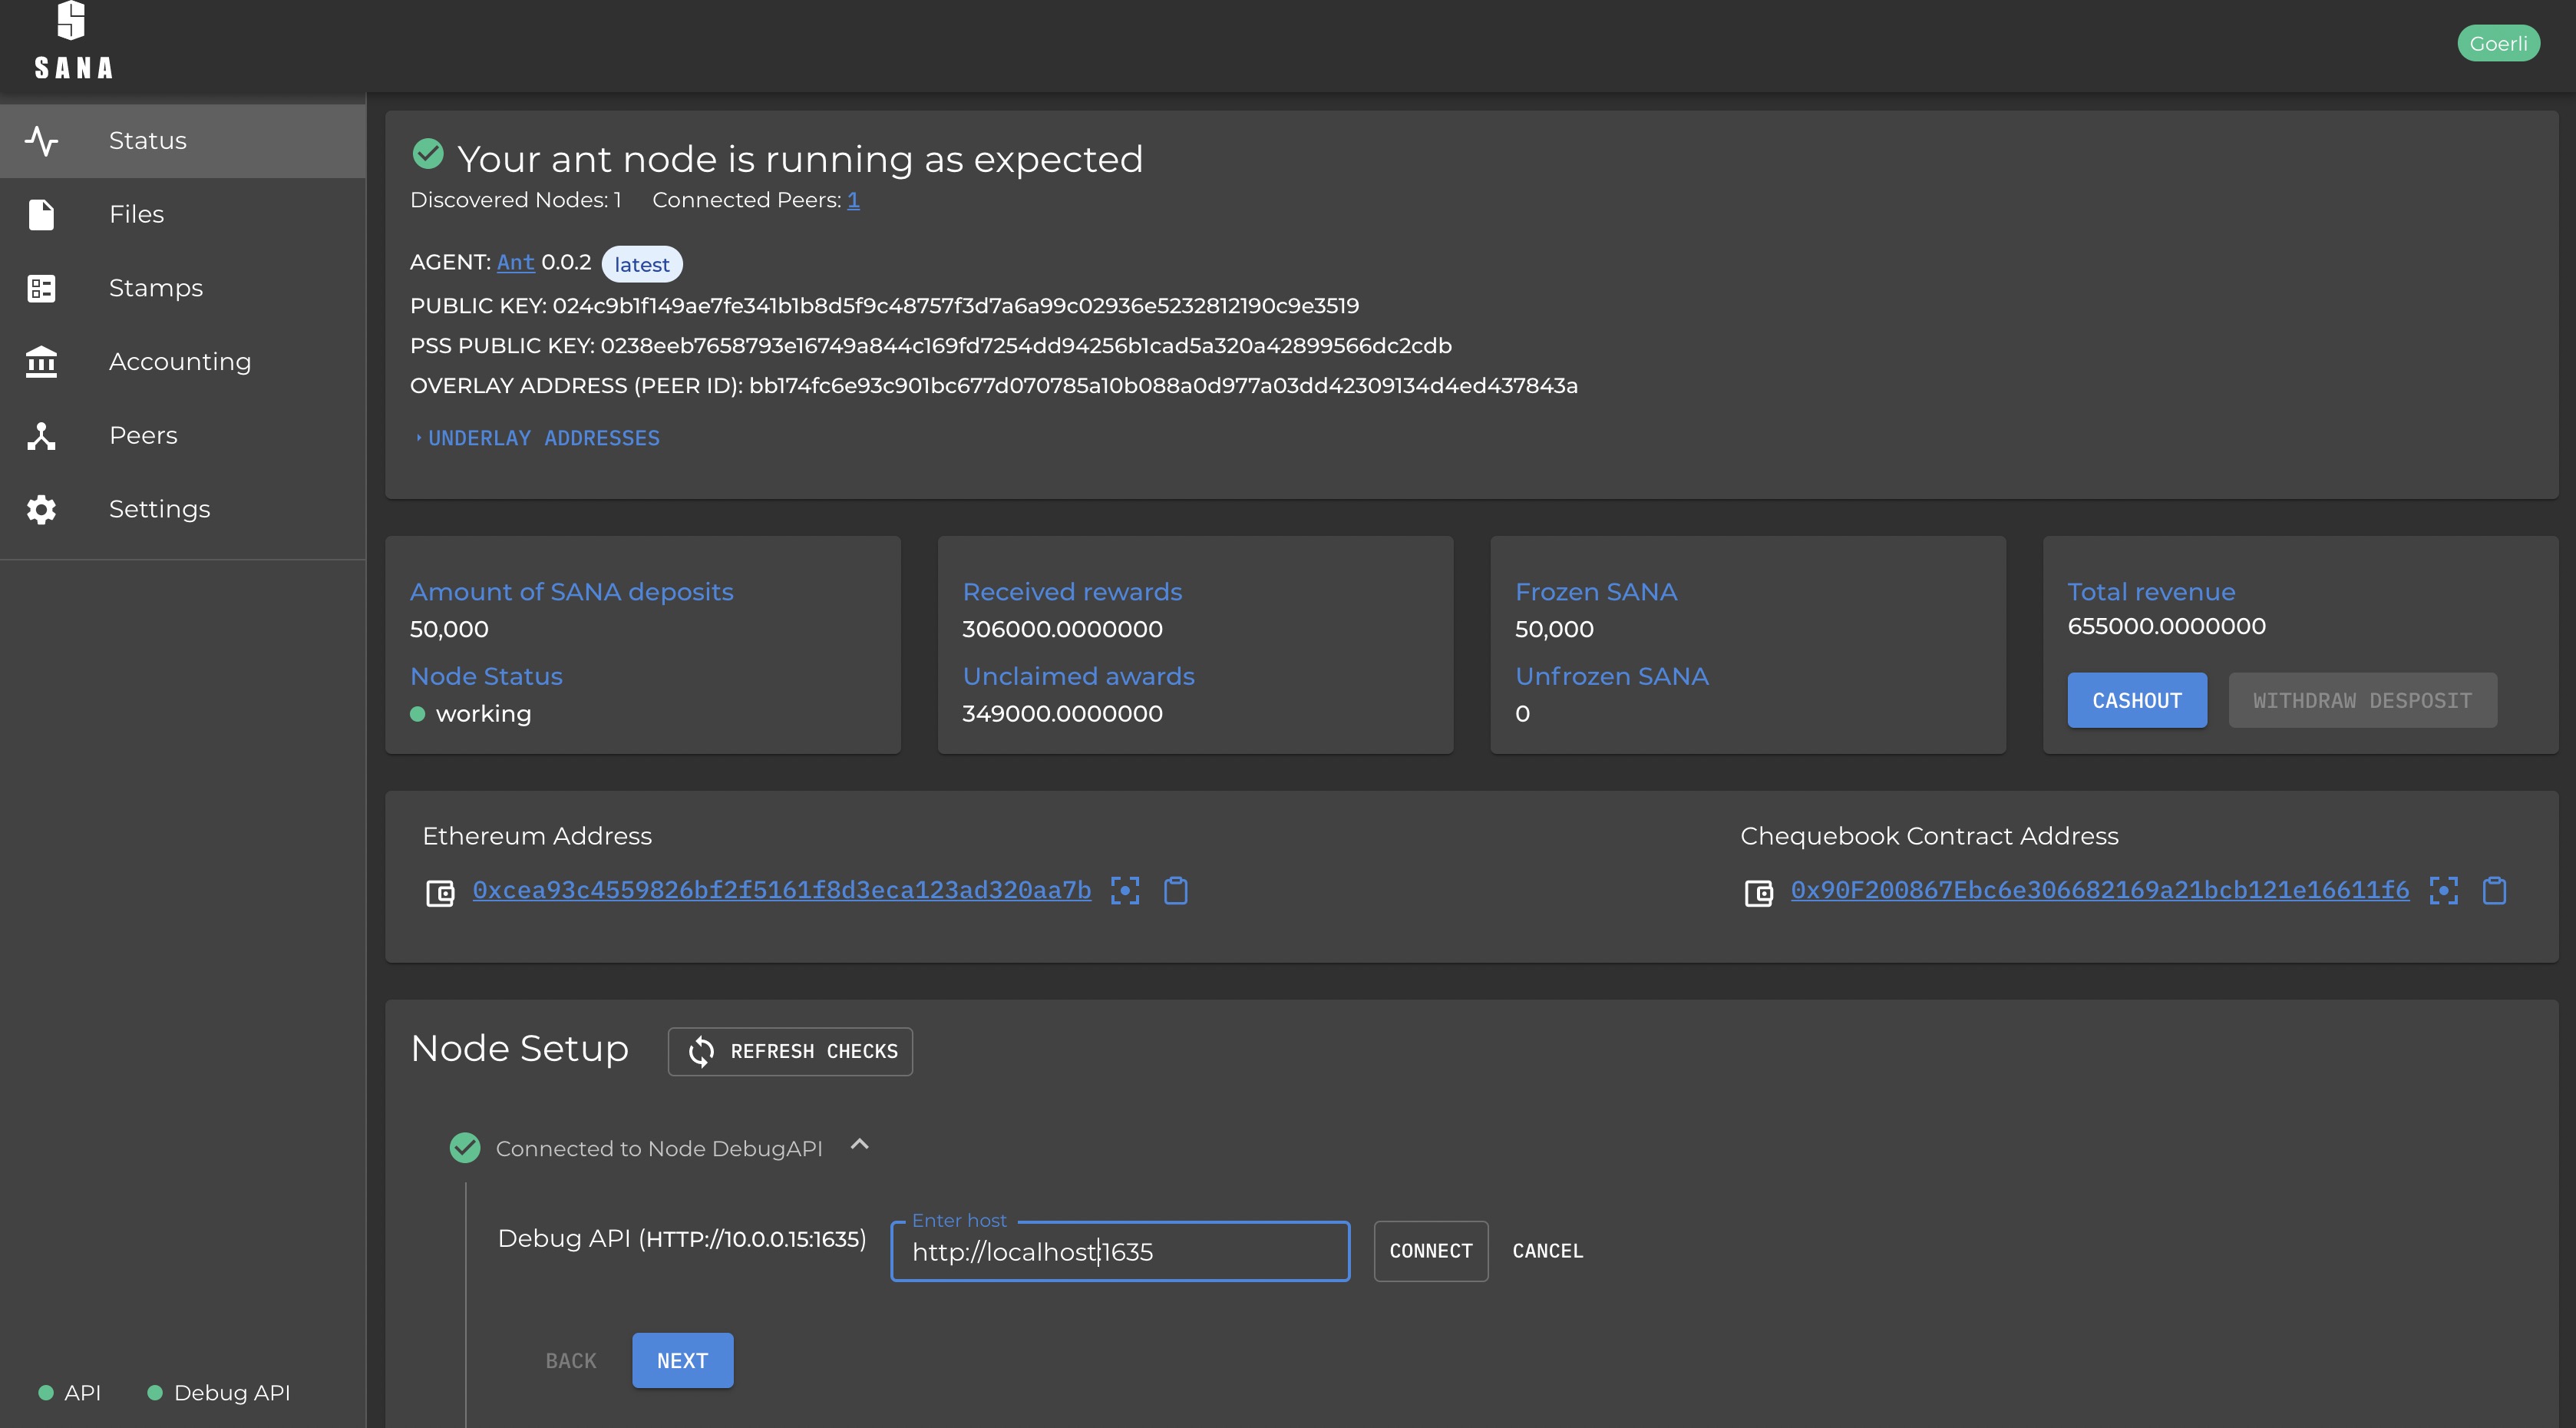 SANA
Goerli
Status
Files
Stamps
Accounting
Peers
Settings
API
Debug API
Your ant node is running as expected
Discovered Nodes: 1 Connected Peers: 1
AGENT: Ant 0.0.2 latest
PUBLIC KEY: 024c9b1f149ae7fe341b1b8d5f9c48757f3d7a6a99c02936e5232812190c9e3519
PSS PUBLIC KEY: 0238eeb7658793e16749a844c169fd7254dd94256b1cad5a320a42899566dc2cdb
OVERLAY ADDRESS (PEER ID): bb174fc6e93c901bc677d070785a10b088a0d977a03dd42309134d4ed437843a
UNDERLAY ADDRESSES
Amount of SANA deposits
50,000
Node Status
working
Received rewards
306000.0000000
Unclaimed awards
349000.0000000
Frozen SANA
50,000
Unfrozen SANA
0
Total revenue
655000.0000000
CASHOUT
WITHDRAW DESPOSIT
Ethereum Address
0xcea93c4559826bf2f5161f8d3eca123ad320aa7b
Chequebook Contract Address
0x90F200867Ebc6e306682169a21bcb121e16611f6
Node Setup
REFRESH CHECKS
Connected to Node DebugAPI
Debug API (HTTP://10.0.0.15:1635)
Enter host
http://localhost:1635
CONNECT
CANCEL
BACK
NEXT